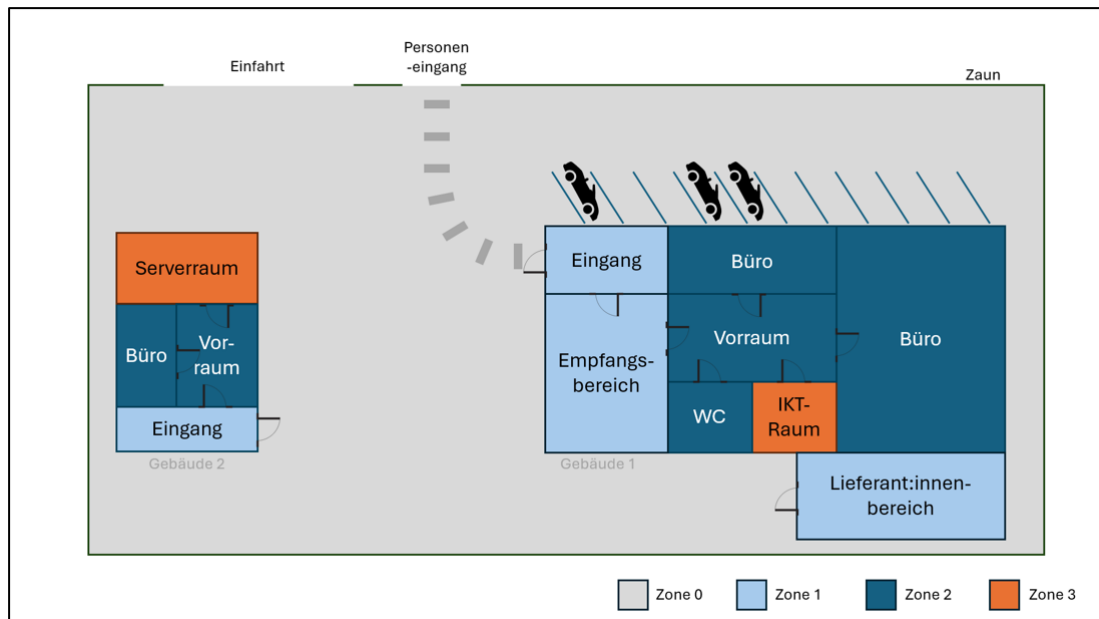 Personen
-eingang
Einfahrt
Zaun
Serverraum
Büro
Vor-
raum
Eingang
Gebäude 2
Eingang
Büro
Empfangs-
bereich
Vorraum
Büro
WC
IKT-
Raum
Gebäude 1
Lieferant:innen-
bereich
Zone 0
Zone 1
Zone 2
Zone 3